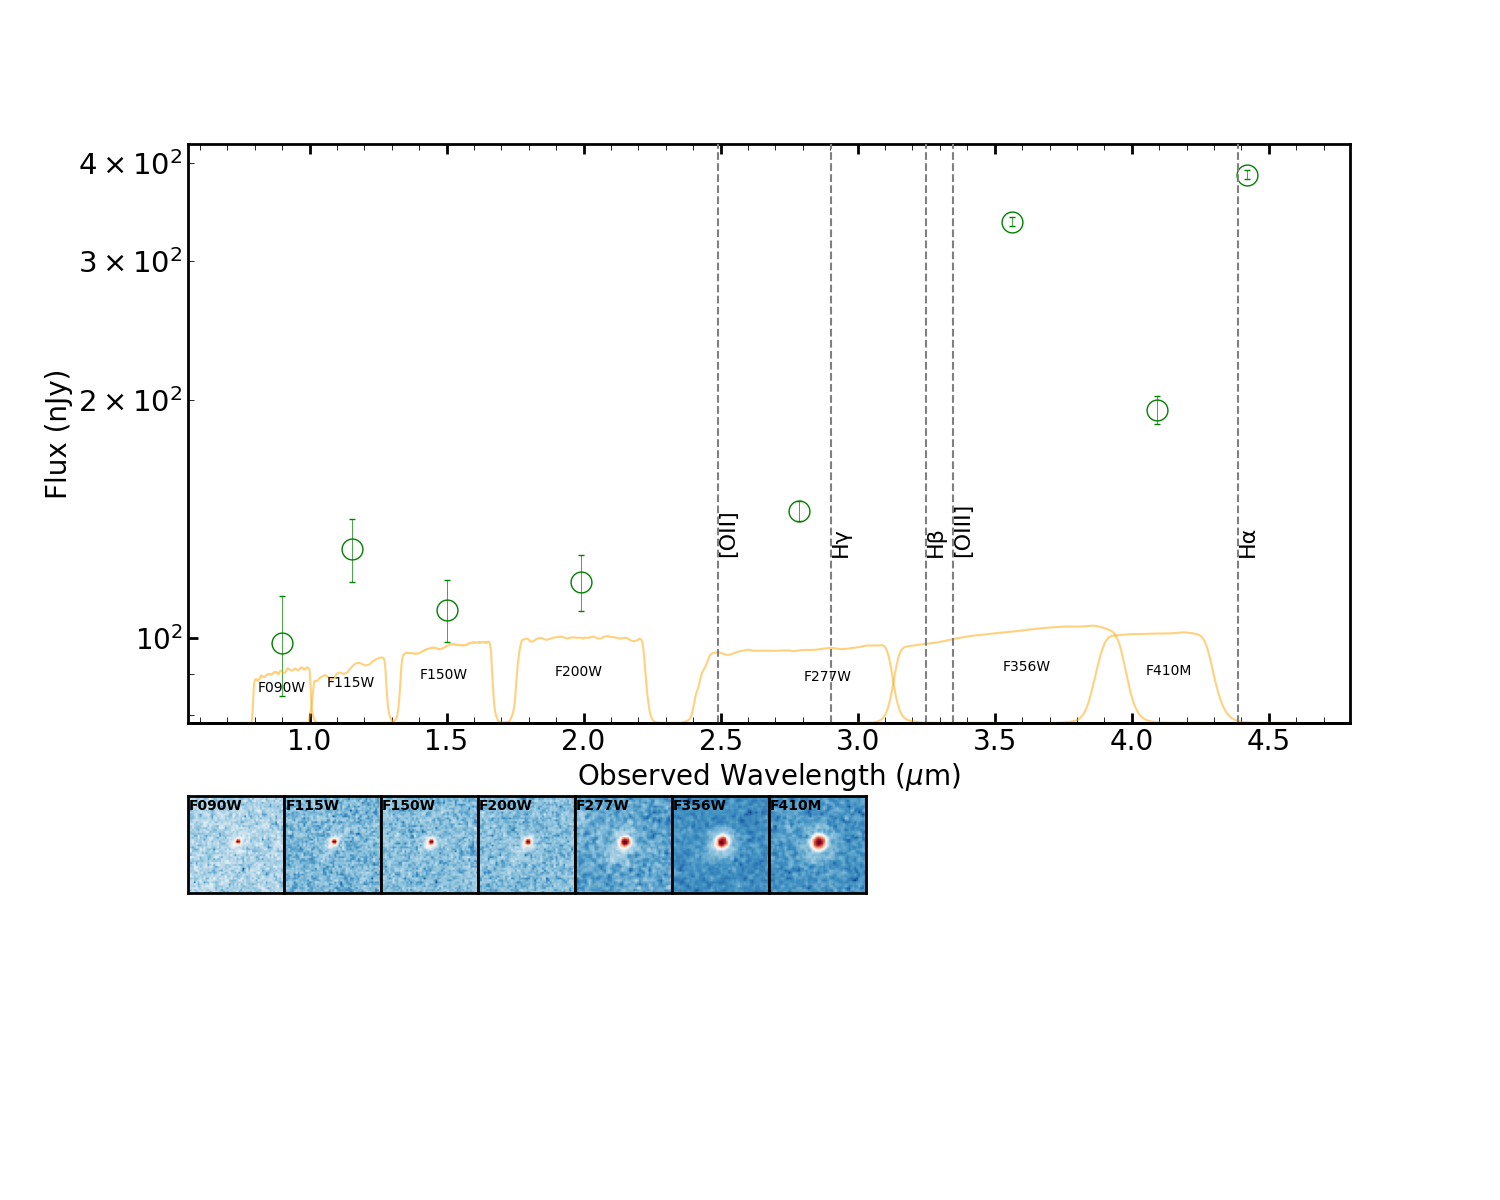 4 × 10²
3 × 10²
2 × 10²
10²
Flux (nJy)
[OII]
Hγ
Hβ
[OIII]
Hα
F090W
F115W
F150W
F200W
F277W
F356W
F410M
1.0 1.5 2.0 2.5 3.0 3.5 4.0 4.5
Observed Wavelength (μm)
F090W F115W F150W F200W F277W F356W F410M